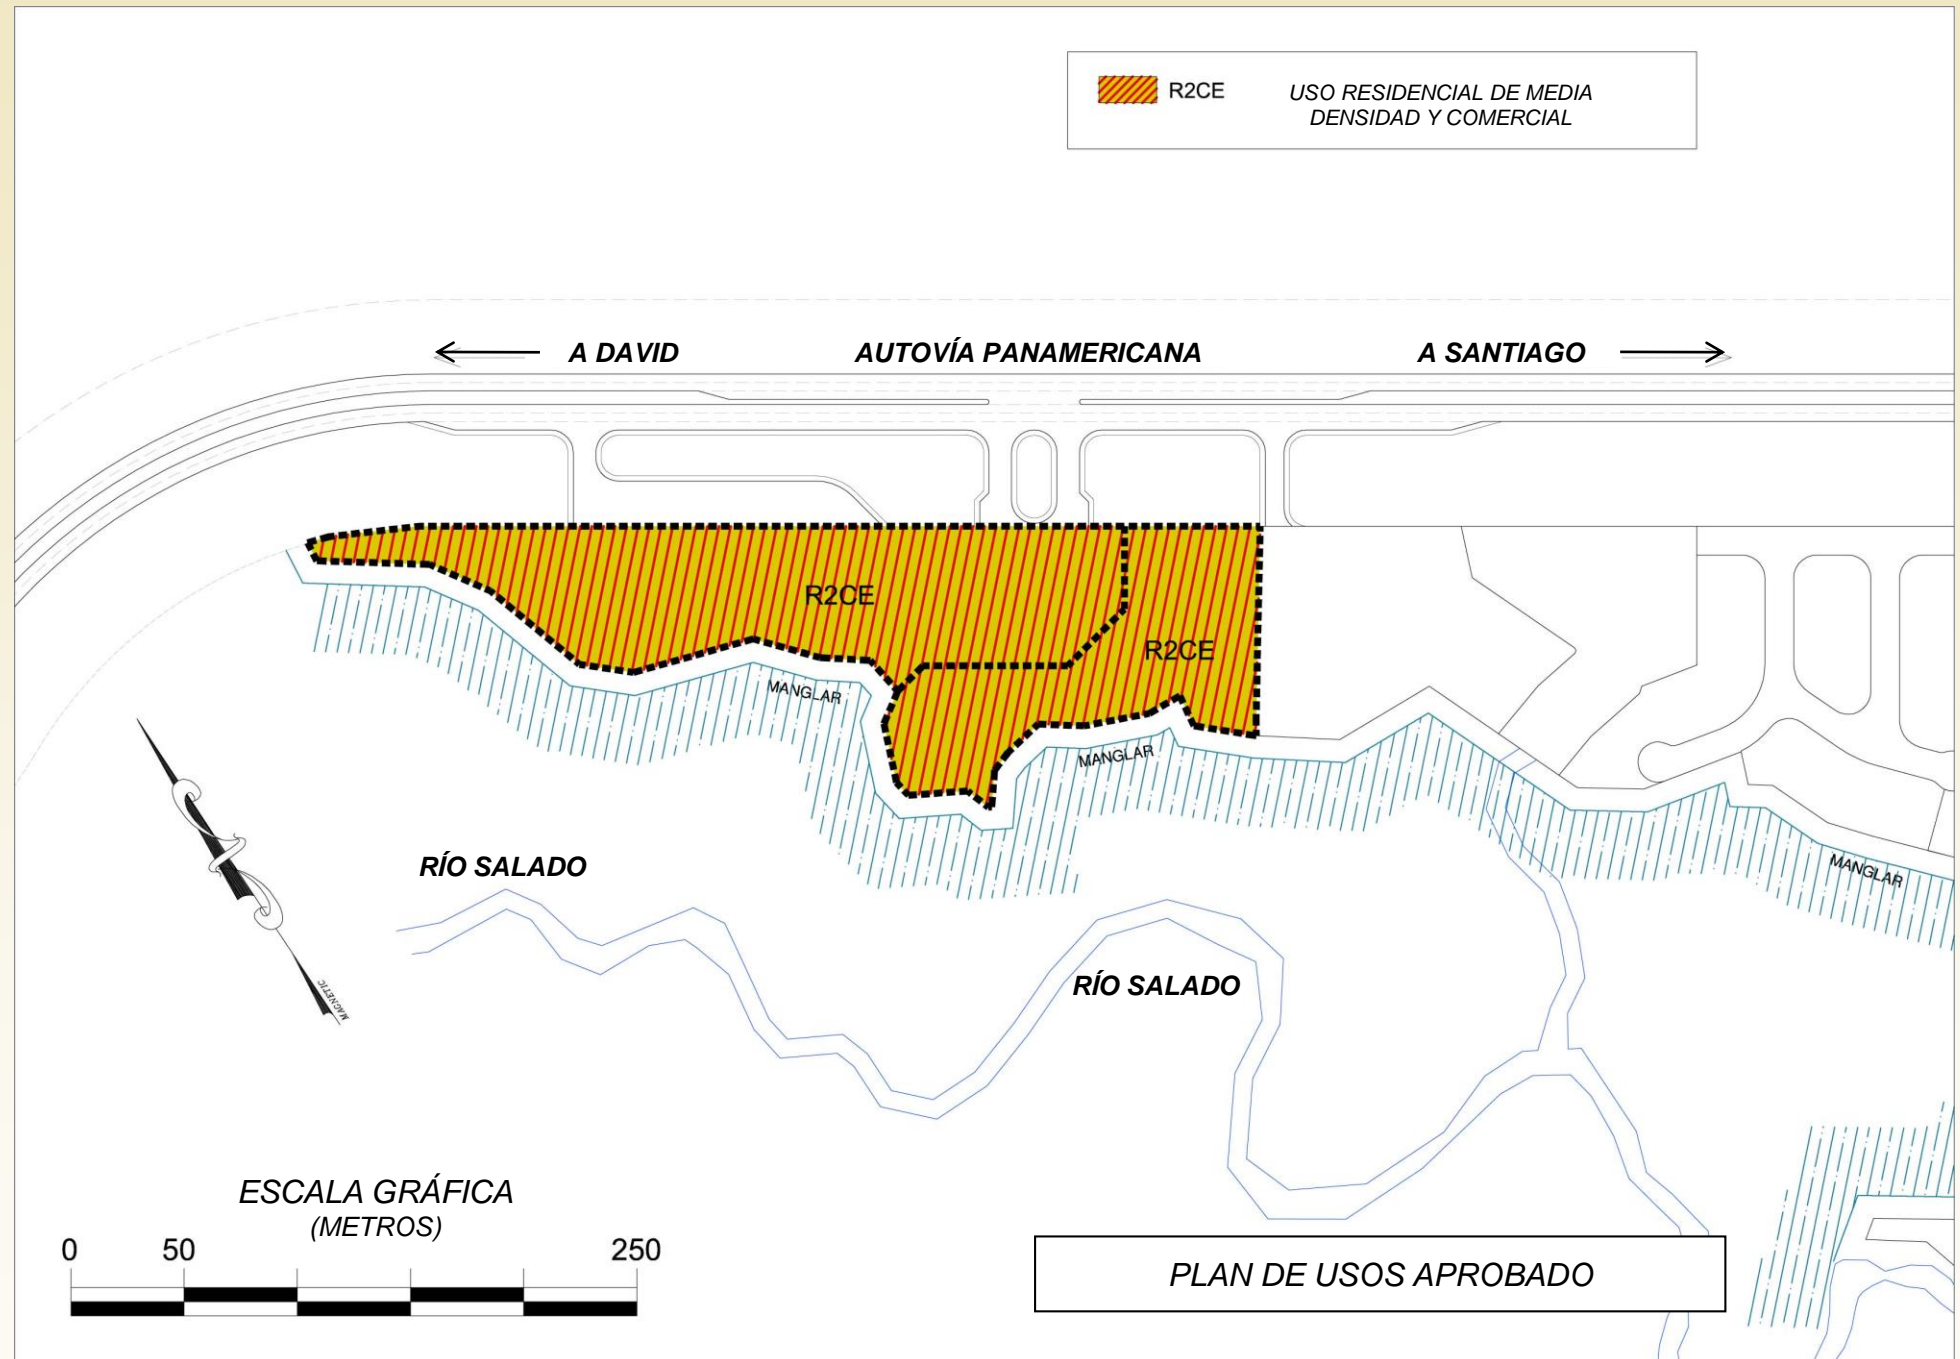 R2CE
USO RESIDENCIAL DE MEDIA
DENSIDAD Y COMERCIAL
A DAVID
AUTOVÍA PANAMERICANA
A SANTIAGO
R2CE
R2CE
MANGLAR
MANGLAR
MANGLAR
RÍO SALADO
RÍO SALADO
MAGNETIC
ESCALA GRÁFICA
(METROS)
0 50 250
PLAN DE USOS APROBADO